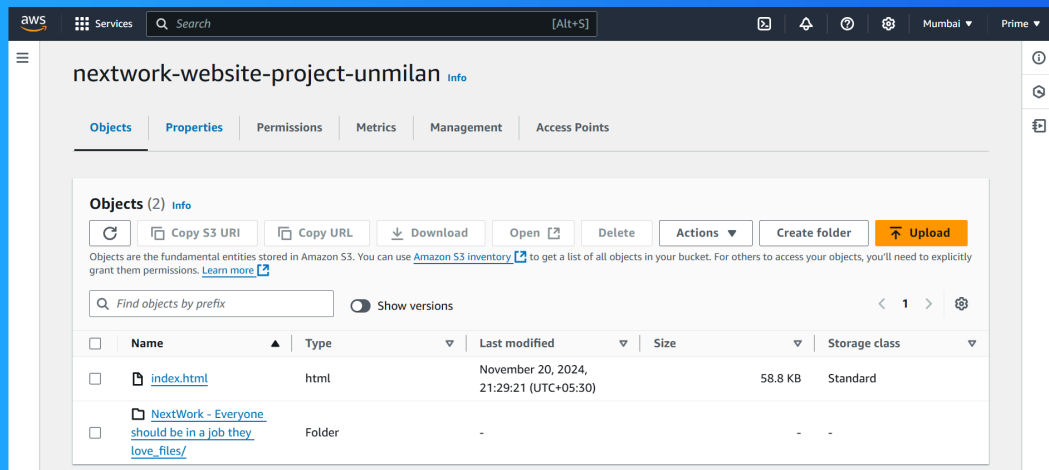 aws
Services
Search
[Alt+S]
Mumbai ▼
Prime ▼
nextwork-website-project-unmilan Info
Objects
Properties
Permissions
Metrics
Management
Access Points
Objects (2) Info
Copy S3 URI
Copy URL
Download
Open
Delete
Actions ▼
Create folder
Upload
Objects are the fundamental entities stored in Amazon S3. You can use Amazon S3 inventory to get a list of all objects in your bucket. For others to access your objects, you'll need to explicitly
grant them permissions. Learn more
Find objects by prefix
Show versions
< 1 >
Name
Type
Last modified
Size
Storage class
index.html
html
November 20, 2024,
21:29:21 (UTC+05:30)
58.8 KB
Standard
NextWork - Everyone
should be in a job they
love_files/
Folder
-
-
-